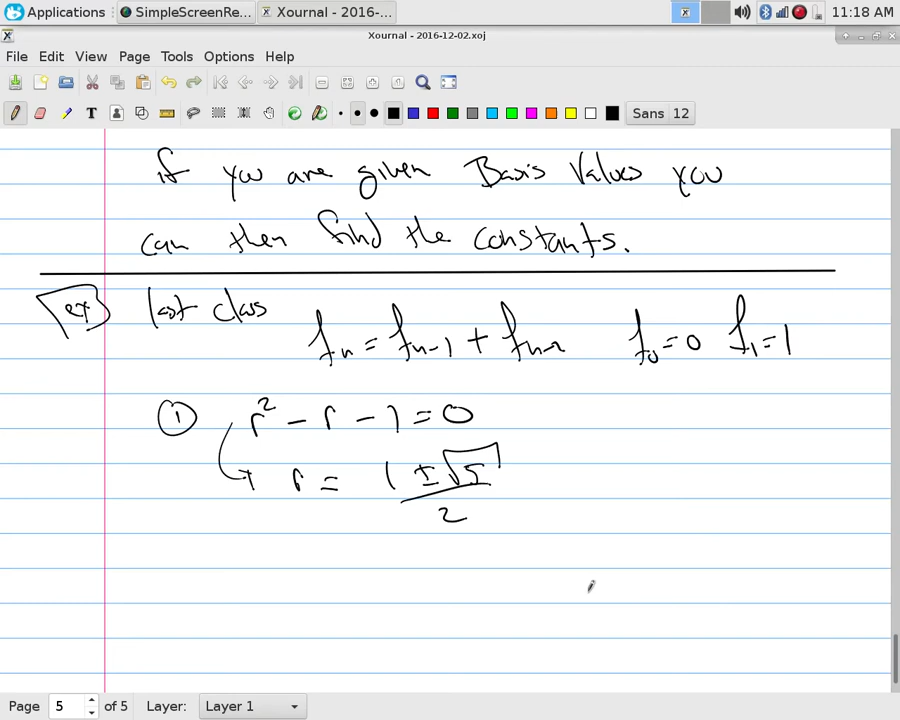 Applications SimpleScreenRe... Xournal - 2016-... 11:18 AM
Xournal - 2016-12-02.xoj
File Edit View Page Tools Options Help
Sans 12
if you are given Basis Values you
can then find the constants.
ex last class
fₙ = fₙ₋₁ + fₙ₋₂ f₀ = 0 f₁ = 1
① r² - r - 1 = 0
r = (1 ± √5)/2
Page 5 of 5 Layer: Layer 1